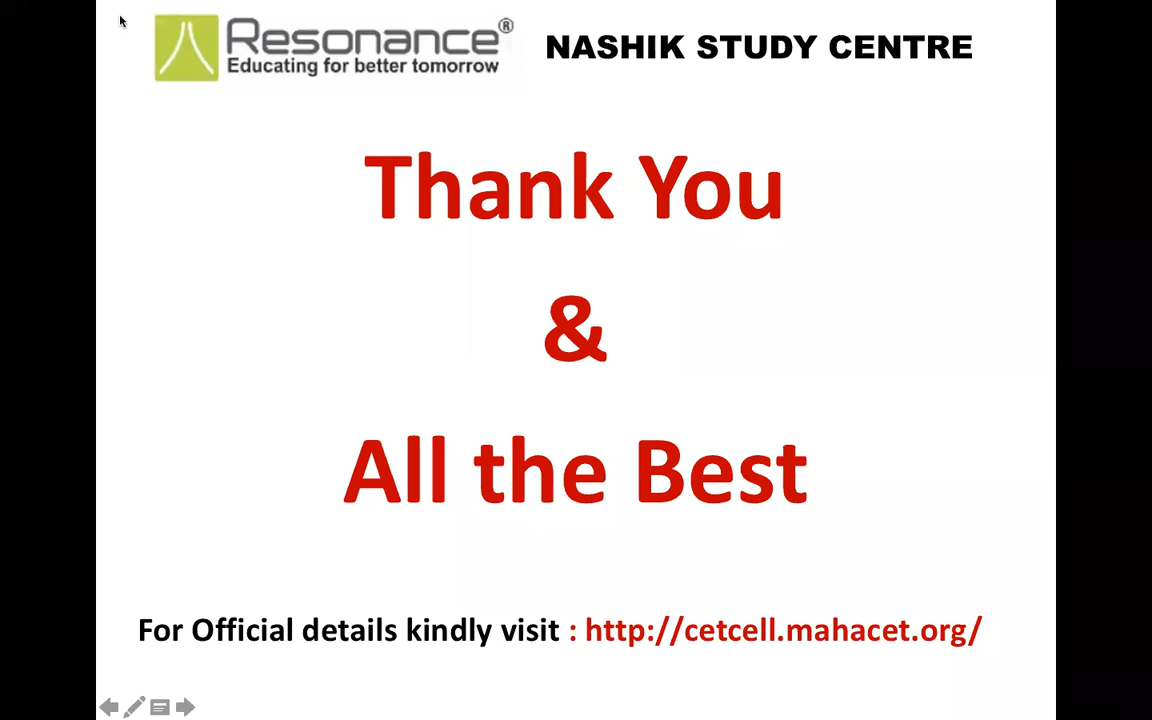 Resonance®
Educating for better tomorrow
NASHIK STUDY CENTRE
Thank You
&
All the Best
For Official details kindly visit : http://cetcell.mahacet.org/